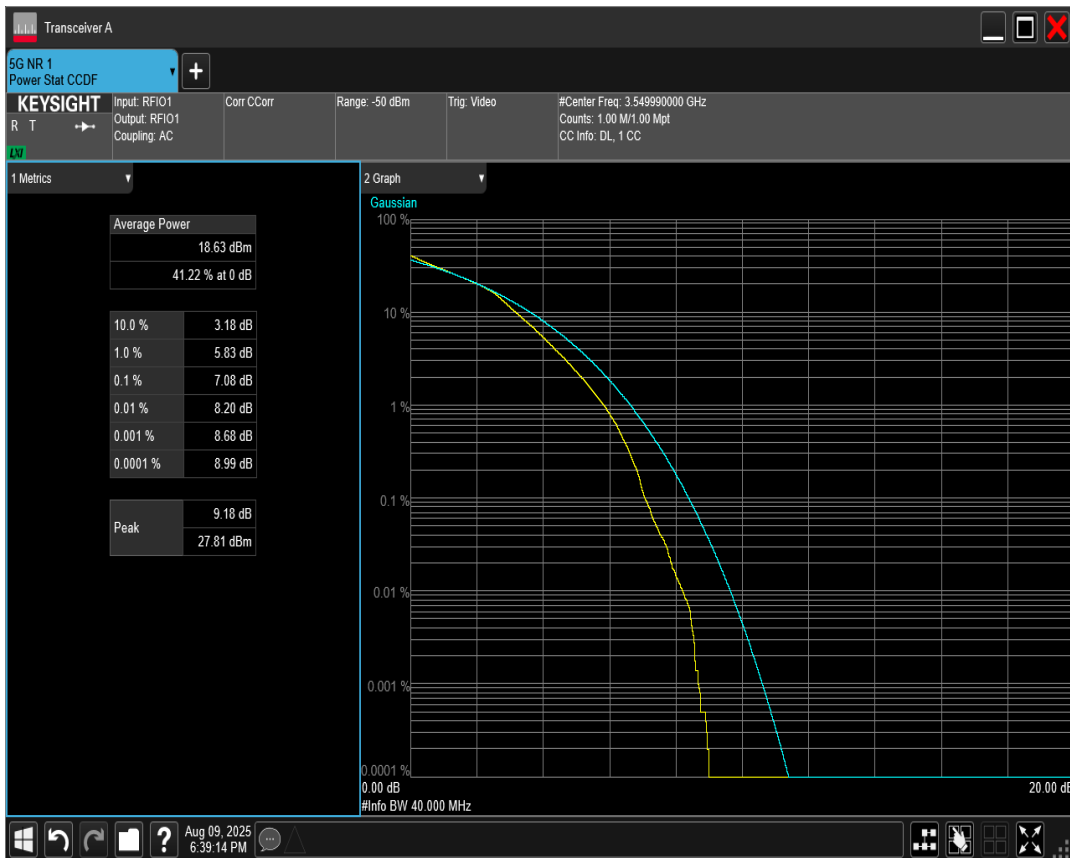 Transceiver A
5G NR 1
Power Stat CCDF
KEYSIGHT
R T
LXI
Input: RFIO1
Output: RFIO1
Coupling: AC
Corr CCorr
Range: -50 dBm
Trig: Video
#Center Freq: 3.549990000 GHz
Counts: 1.00 M/1.00 Mpt
CC Info: DL, 1 CC
1 Metrics
Average Power
18.63 dBm
41.22 % at 0 dB
10.0 % 3.18 dB
1.0 % 5.83 dB
0.1 % 7.08 dB
0.01 % 8.20 dB
0.001 % 8.68 dB
0.0001 % 8.99 dB
Peak
9.18 dB
27.81 dBm
2 Graph
Gaussian
100 %
10 %
1 %
0.1 %
0.01 %
0.001 %
0.0001 %
0.00 dB 20.00 dB
#Info BW 40.000 MHz
Aug 09, 2025
6:39:14 PM